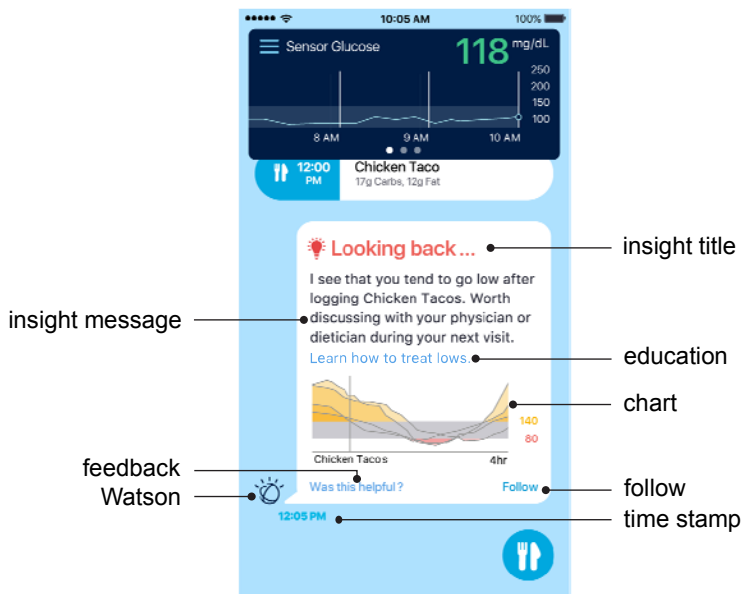 10:05 AM
100%
Sensor Glucose
118 mg/dL
250
200
150
100
8 AM 9 AM 10 AM
12:00
PM
Chicken Taco
17g Carbs, 12g Fat
Looking back ...
insight title
I see that you tend to go low after
logging Chicken Tacos. Worth
discussing with your physician or
dietician during your next visit.
insight message
Learn how to treat lows.
education
chart
140
80
Chicken Tacos 4hr
feedback
Was this helpful?
Follow
follow
Watson
12:05 PM
time stamp